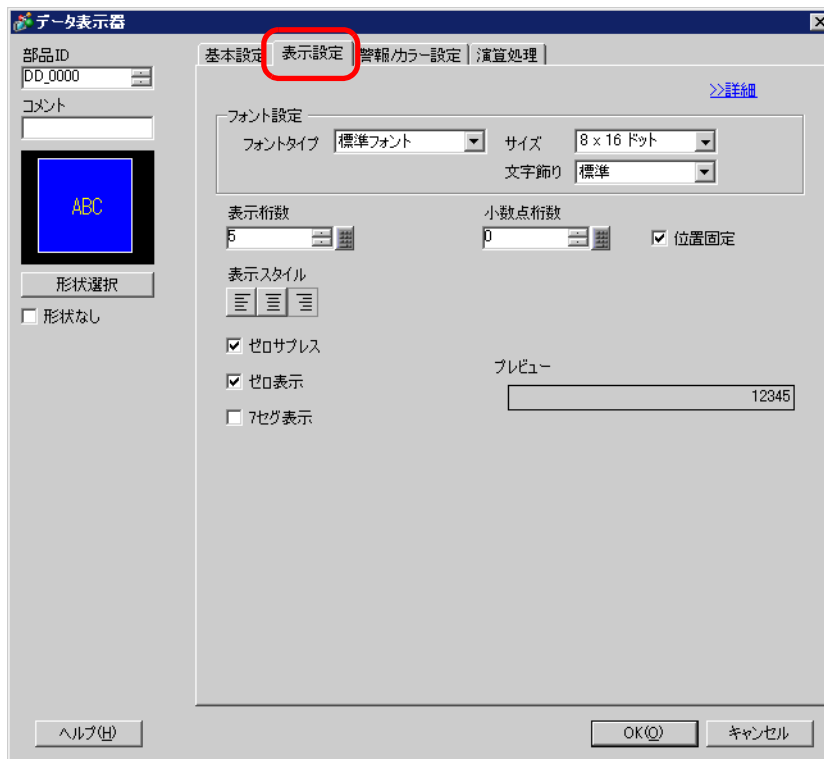 データ表示器
部品ID
DD_0000
コメント
ABC
形状選択
形状なし
基本設定 表示設定 警報/カラー設定 演算処理
>>詳細
フォント設定
フォントタイプ 標準フォント サイズ 8 x 16 ドット
文字飾り 標準
表示桁数 小数点桁数
5 0 位置固定
表示スタイル
ゼロサプレス
ゼロ表示
7セグ表示
プレビュー
12345
ヘルプ(H) OK(O) キャンセル